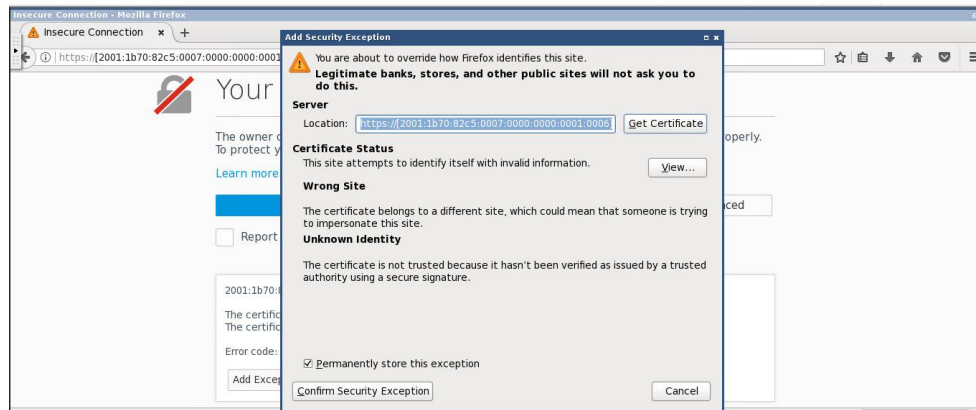 Insecure Connection - Mozilla Firefox
Insecure Connection × +
https://[2001:1b70:82c5:0007:0000:0000:0001
Your
The owner
To protect
Learn more
Report
2001:1b70:
The
The
Error code:
Add
operly.
Add Security Exception
You are about to override how Firefox identifies this site.
Legitimate banks, stores, and other public sites will not ask you to
do this.
Server
Location: https://[2001:1b70:82c5:0007:0000:0000:0001:0006] Get Certificate
Certificate Status
This site attempts to identify itself with invalid information.
View...
Wrong Site
The certificate belongs to a different site, which could mean that someone is trying
to impersonate this site.
Unknown Identity
The certificate is not trusted because it hasn't been verified as issued by a trusted
authority using a secure signature.
Permanently store this exception
Confirm Security Exception Cancel